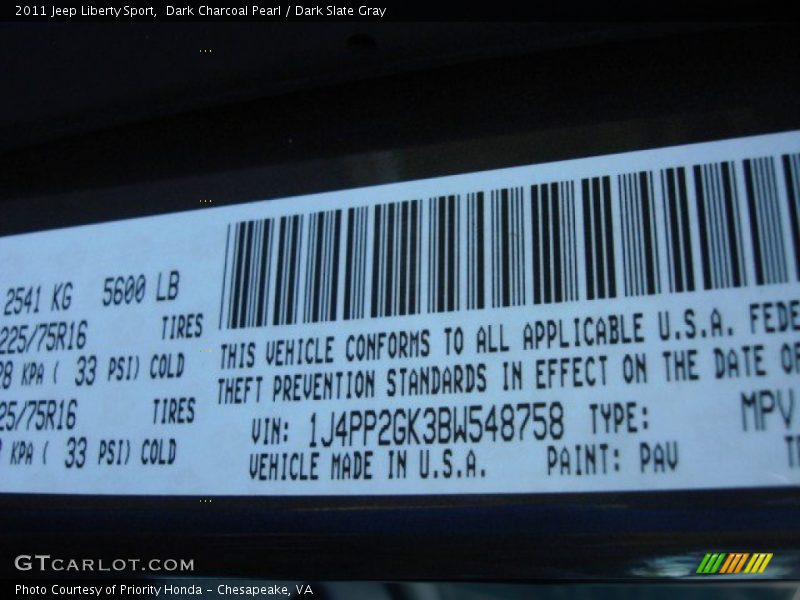 2011 Jeep Liberty Sport,  Dark Charcoal Pearl / Dark Slate Gray
2541 KG 5600 LB
225/75R16 TIRES
KPA ( 33 PSI) COLD
25/75R16 TIRES
KPA ( 33 PSI) COLD
THIS VEHICLE CONFORMS TO ALL APPLICABLE U.S.A. FEDE
THEFT PREVENTION STANDARDS IN EFFECT ON THE DATE OF
VIN: 1J4PP2GK3BW548758 TYPE: MPV
VEHICLE MADE IN U.S.A. PAINT: PAV
GTCARLOT.COM
Photo Courtesy of Priority Honda - Chesapeake, VA